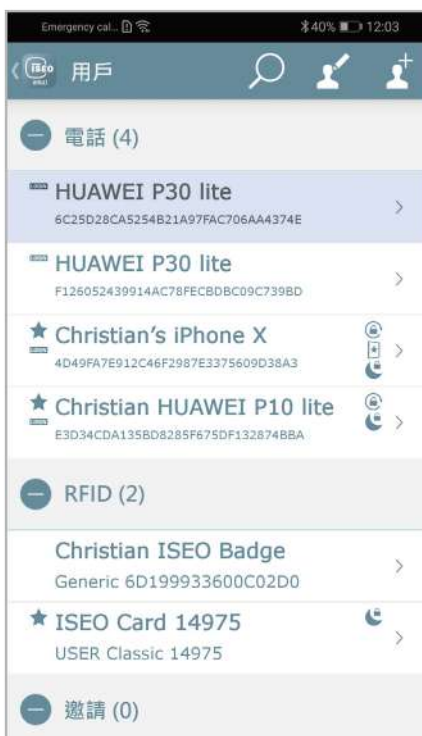 Emergency cal... 40% 12:03
iseo 用戶
電話 (4)
HUAWEI P30 lite
6C25D28CA5254B21A97FAC706AA4374E
HUAWEI P30 lite
F126052439914AC78FECBDBC09C739BD
Christian's iPhone X
4D49FA7E912C46F2987E3375609D38A3
Christian HUAWEI P10 lite
E3D34CDA135BD8285F675DF132874BBA
RFID (2)
Christian ISEO Badge
Generic 6D199933600C02D0
ISEO Card 14975
USER Classic 14975
邀請 (0)